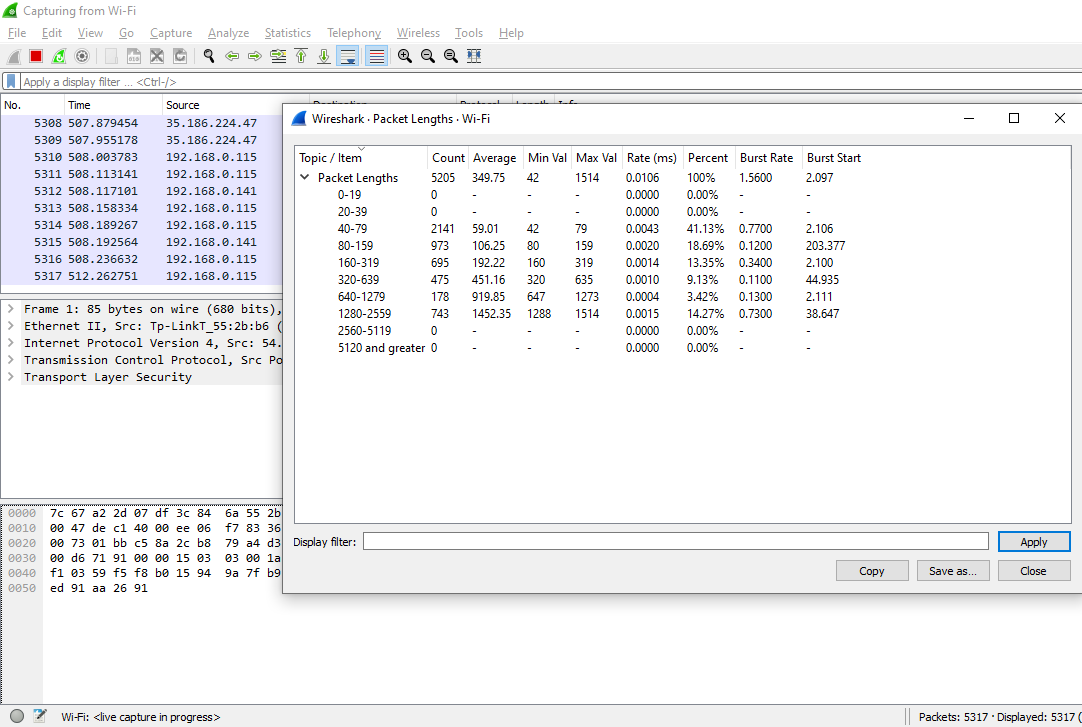 Capturing from Wi-Fi
File Edit View Go Capture Analyze Statistics Telephony Wireless Tools Help
Apply a display filter ... <Ctrl-/>
No. Time Source
5308 507.879454 35.186.224.47
5309 507.955178 35.186.224.47
5310 508.003783 192.168.0.115
5311 508.113141 192.168.0.115
5312 508.117101 192.168.0.141
5313 508.158334 192.168.0.115
5314 508.189267 192.168.0.115
5315 508.192564 192.168.0.141
5316 508.236632 192.168.0.115
5317 512.262751 192.168.0.115
Frame 1: 85 bytes on wire (680 bits),
Ethernet II, Src: Tp-LinkT_55:2b:b6 (
Internet Protocol Version 4, Src: 54.
Transmission Control Protocol, Src Po
Transport Layer Security
0000 7c 67 a2 2d 07 df 3c 84 6a 55 2b
0010 00 47 de c1 40 00 ee 06 f7 83 36
0020 00 73 01 bb c5 8a 2c b8 79 a4 d3
0030 00 d6 71 91 00 00 15 03 03 00 1a
0040 f1 03 59 f5 f8 b0 15 94 9a 7f b9
0050 ed 91 aa 26 91
Wireshark · Packet Lengths · Wi-Fi
Topic / Item Count Average Min Val Max Val Rate (ms) Percent Burst Rate Burst Start
Packet Lengths 5205 349.75 42 1514 0.0106 100% 1.5600 2.097
0-19 0 - - - 0.0000 0.00% - -
20-39 0 - - - 0.0000 0.00% - -
40-79 2141 59.01 42 79 0.0043 41.13% 0.7700 2.106
80-159 973 106.25 80 159 0.0020 18.69% 0.1200 203.377
160-319 695 192.22 160 319 0.0014 13.35% 0.3400 2.100
320-639 475 451.16 320 635 0.0010 9.13% 0.1100 44.935
640-1279 178 919.85 647 1273 0.0004 3.42% 0.1300 2.111
1280-2559 743 1452.35 1288 1514 0.0015 14.27% 0.7300 38.647
2560-5119 0 - - - 0.0000 0.00% - -
5120 and greater 0 - - - 0.0000 0.00% - -
Display filter: Apply
Copy Save as... Close
Wi-Fi: <live capture in progress> Packets: 5317 · Displayed: 5317 (